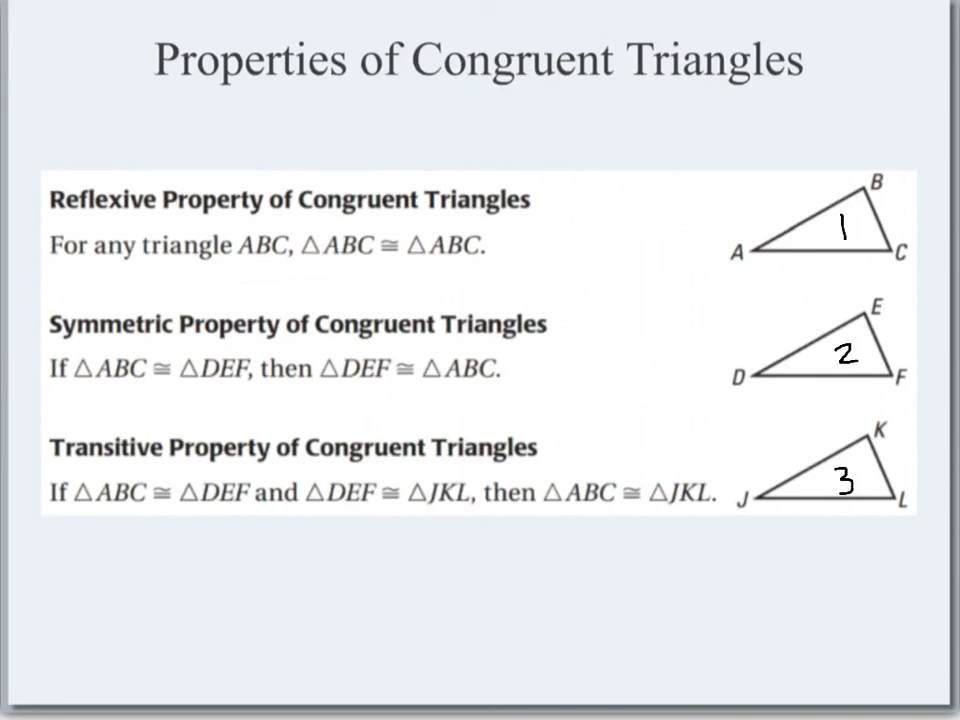 Properties of Congruent Triangles
Reflexive Property of Congruent Triangles
For any triangle ABC, △ABC ≅ △ABC.
B
1
A
C
Symmetric Property of Congruent Triangles
If △ABC ≅ △DEF, then △DEF ≅ △ABC.
E
2
D
F
Transitive Property of Congruent Triangles
If △ABC ≅ △DEF and △DEF ≅ △JKL, then △ABC ≅ △JKL.
K
3
J
L